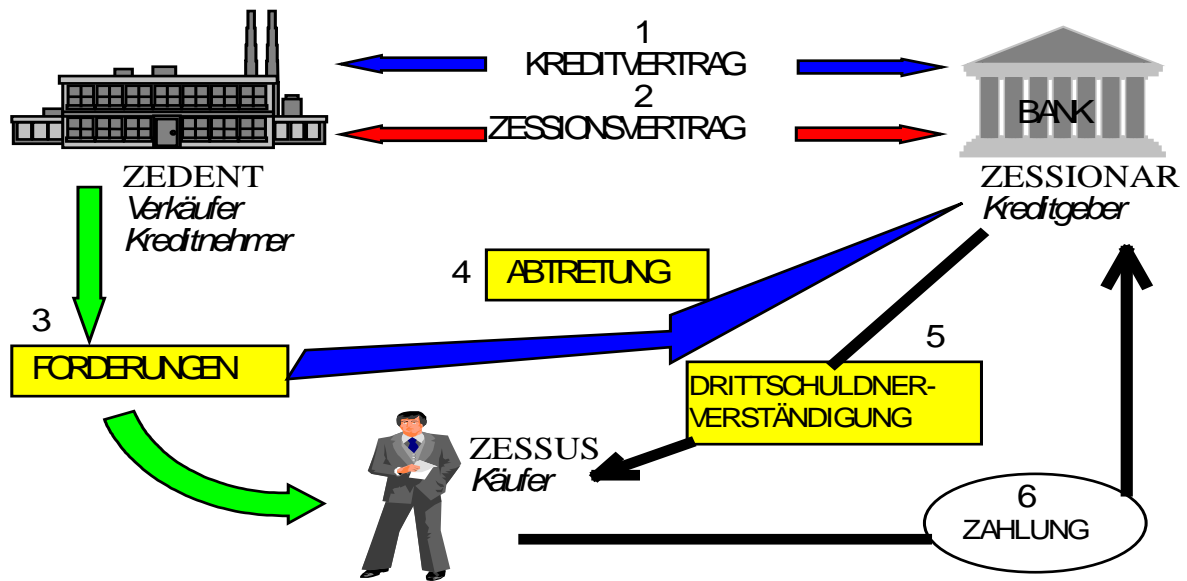 1
KREDITVERTRAG
2
ZESSIONSVERTRAG
BANK
ZEDENT
Verkäufer
Kreditnehmer
ZESSIONAR
Kreditgeber
4
ABTRETUNG
3
FORDERUNGEN
5
DRITTSCHULDNER-
VERSTÄNDIGUNG
ZESSUS
Käufer
6
ZAHLUNG